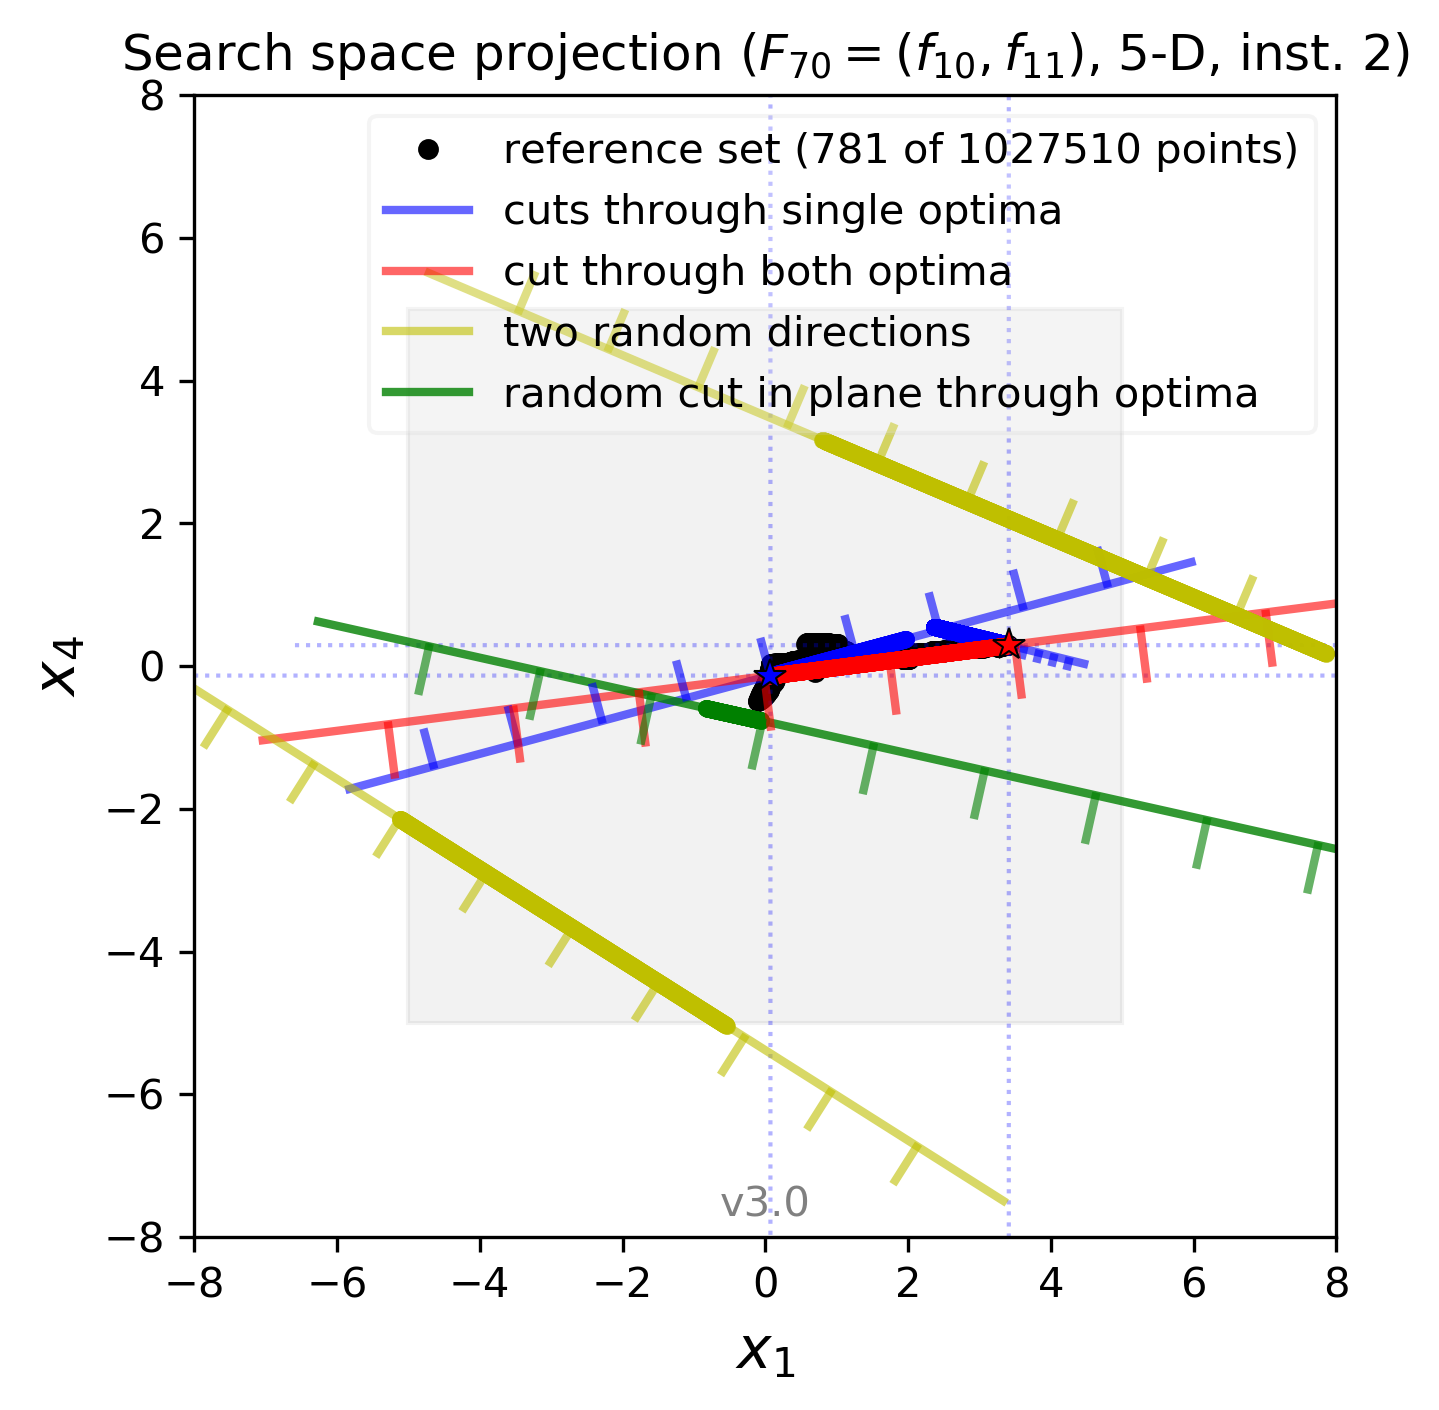 Search space projection (F₇₀ = (f₁₀, f₁₁), 5-D, inst. 2)
reference set (781 of 1027510 points)
cuts through single optima
cut through both optima
two random directions
random cut in plane through optima
8
6
4
2
0
−2
−4
−6
−8
x₄
v3.0
−8 −6 −4 −2 0 2 4 6 8
x₁